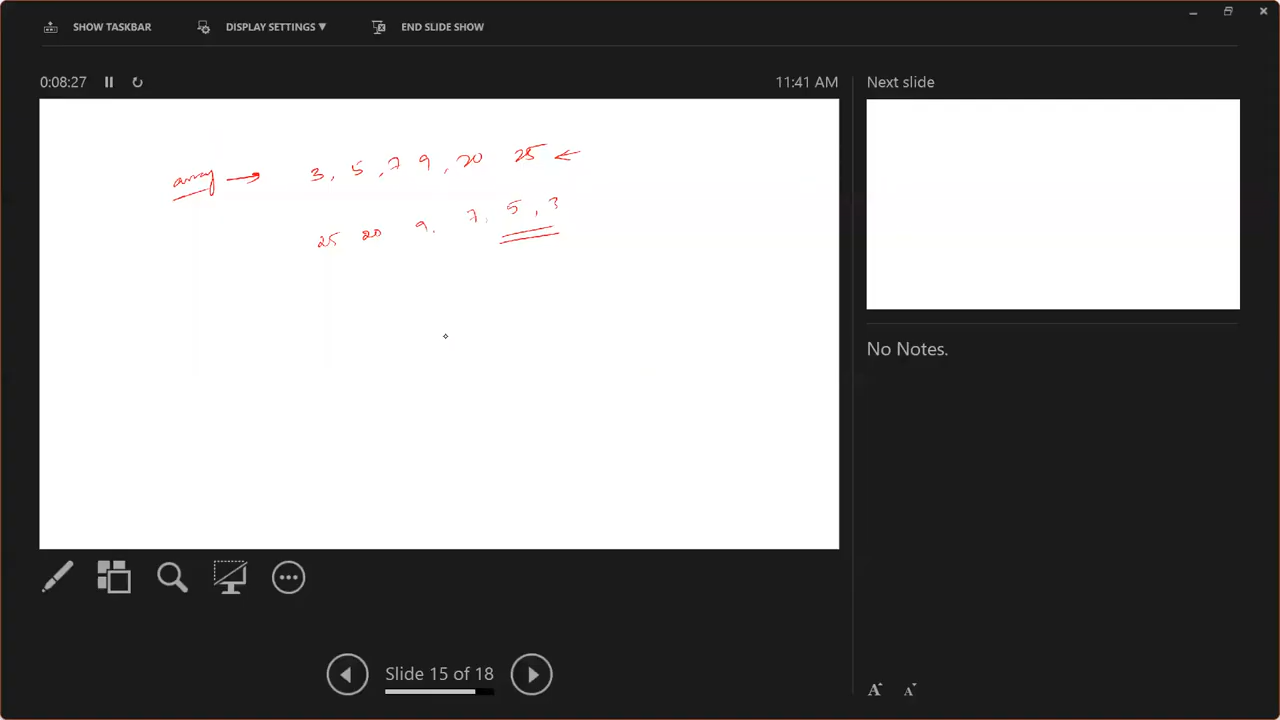 SHOW TASKBAR DISPLAY SETTINGS ▼ END SLIDE SHOW
0:08:27 11:41 AM Next slide
array → 3, 5, 7 9, 20 25 ←
25 20 9, 7, 5, 3
No Notes.
Slide 15 of 18
A A